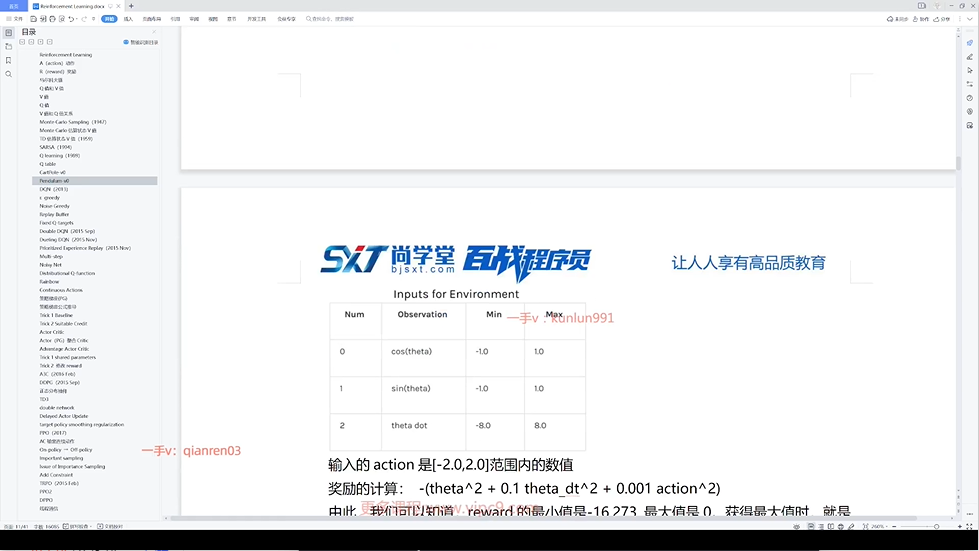 首页
Reinforcement Learning.docx
文件
开始
插入
页面布局
引用
审阅
视图
章节
开发工具
会员专享
查找命令、搜索模板
未同步
协作
分享
目录
智能识别目录
Reinforcement Learning
A（action）动作
R（reward）奖励
马尔科夫链
Q 值和 V 值
V 值
Q 值
V 值和 Q 值关系
Monte-Carlo Sampling（1947）
Monte-Carlo 估算状态 V 值
TD 估算状态 V 值（1959）
SARSA（1994）
Q-learning（1989）
Q table
CartPole v0
Pendulum v0
DQN（2013）
ε-greedy
Noise Greedy
Replay Buffer
Fixed Q-targets
Double DQN（2015 Sep）
Dueling DQN（2015 Nov）
Prioritized Experience Replay（2015 Nov）
Multi-step
Noisy Net
Distributional Q-function
Rainbow
Continuous Actions
策略梯度(PG)
策略梯度公式推导
Trick 1 Baseline
Trick 2 Suitable Credit
Actor Critic
Actor（PG）整合 Critic
Advantage Actor Critic
Trick 1 shared parameters
Trick 2 修改 reward
A3C（2016 Feb）
DDPG（2015 Sep）
正态分布抽样
TD3
double network
Delayed Actor Update
target policy smoothing regularization
PPO（2017）
AC 输出连续动作
On-policy → Off-policy
Important sampling
Issue of Importance Sampling
Add Constraint
TRPO（2015 Feb）
PPO2
DPPO
SXT 尚学堂 百战程序员
bjsxt.com
让人人享有高品质教育
Inputs for Environment
Num Observation Min Max
一手v：kunlun991
0 cos(theta) -1.0 1.0
1 sin(theta) -1.0 1.0
2 theta dot -8.0 8.0
一手v：qianren03
输入的 action 是[-2.0,2.0]范围内的数值
奖励的计算： -(theta^2 + 0.1 theta_dt^2 + 0.001 action^2)
由此，我们可以知道，reward 的最小值是-16.273, 最大值是 0。获得最大值时，就是
260%